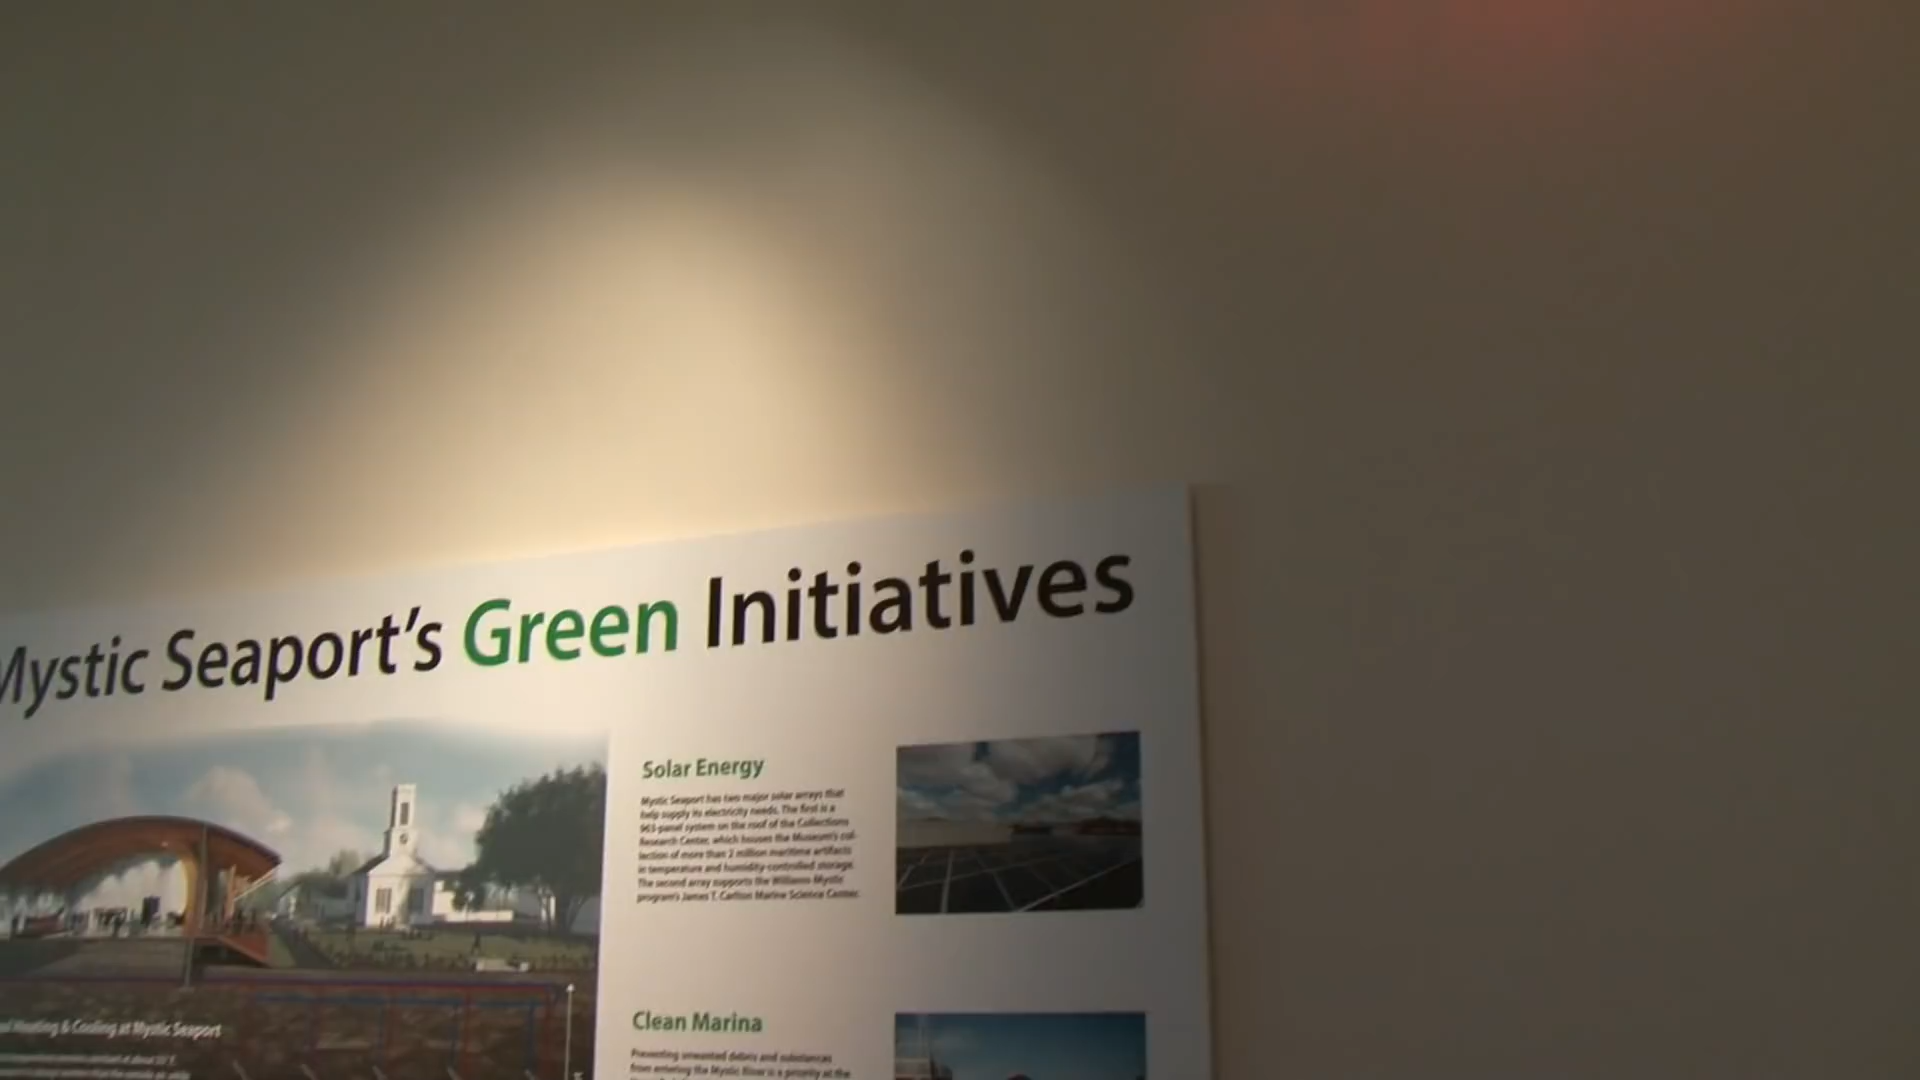 Mystic Seaport's Green Initiatives
Solar Energy
Mystic Seaport has two major solar arrays that
help supply its electricity needs. The first is a
963-panel system on the roof of the Collections
Research Center, which houses the Museum's col-
lection of more than 2 million maritime artifacts
in temperature and humidity-controlled storage.
The second array supports the Williams-Mystic
program's James T. Carlton Marine Science Center.
Heating & Cooling at Mystic Seaport
Clean Marina
Preventing unwanted debris and substances
from entering the Mystic River is a priority at the